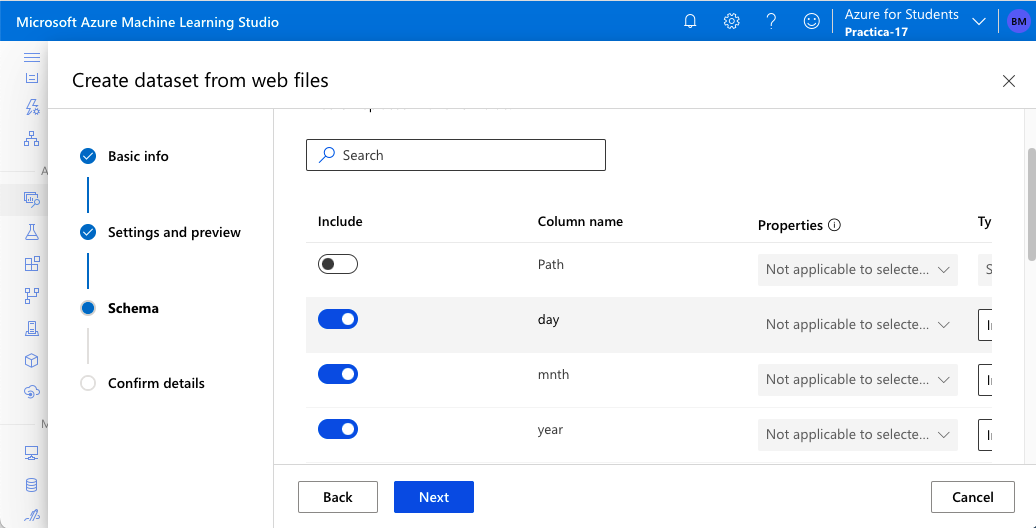 Microsoft Azure Machine Learning Studio
Azure for Students
Practica-17
BM
Create dataset from web files
Basic info
Settings and preview
Schema
Confirm details
Search
Include
Column name
Properties
Ty
Path
Not applicable to selecte...
S
day
Not applicable to selecte...
mnth
Not applicable to selecte...
year
Not applicable to selecte...
Back
Next
Cancel